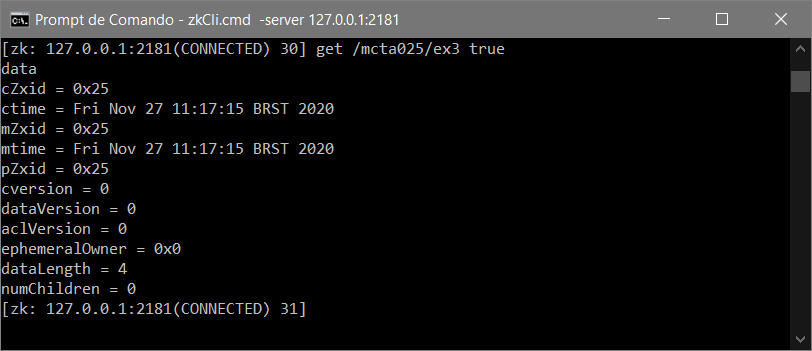 Prompt de Comando - zkCli.cmd  -server 127.0.0.1:2181
[zk: 127.0.0.1:2181(CONNECTED) 30] get /mcta025/ex3 true
data
cZxid = 0x25
ctime = Fri Nov 27 11:17:15 BRST 2020
mZxid = 0x25
mtime = Fri Nov 27 11:17:15 BRST 2020
pZxid = 0x25
cversion = 0
dataVersion = 0
aclVersion = 0
ephemeralOwner = 0x0
dataLength = 4
numChildren = 0
[zk: 127.0.0.1:2181(CONNECTED) 31]